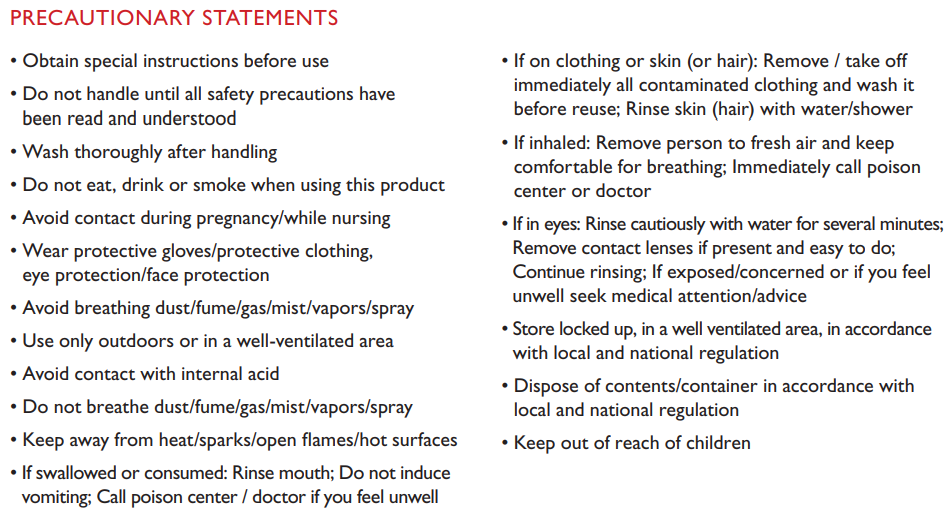 PRECAUTIONARY STATEMENTS
• Obtain special instructions before use
• Do not handle until all safety precautions have
been read and understood
• Wash thoroughly after handling
• Do not eat, drink or smoke when using this product
• Avoid contact during pregnancy/while nursing
• Wear protective gloves/protective clothing,
eye protection/face protection
• Avoid breathing dust/fume/gas/mist/vapors/spray
• Use only outdoors or in a well-ventilated area
• Avoid contact with internal acid
• Do not breathe dust/fume/gas/mist/vapors/spray
• Keep away from heat/sparks/open flames/hot surfaces
• If swallowed or consumed: Rinse mouth; Do not induce
vomiting; Call poison center / doctor if you feel unwell
• If on clothing or skin (or hair): Remove / take off
immediately all contaminated clothing and wash it
before reuse; Rinse skin (hair) with water/shower
• If inhaled: Remove person to fresh air and keep
comfortable for breathing; Immediately call poison
center or doctor
• If in eyes: Rinse cautiously with water for several minutes;
Remove contact lenses if present and easy to do;
Continue rinsing; If exposed/concerned or if you feel
unwell seek medical attention/advice
• Store locked up, in a well ventilated area, in accordance
with local and national regulation
• Dispose of contents/container in accordance with
local and national regulation
• Keep out of reach of children